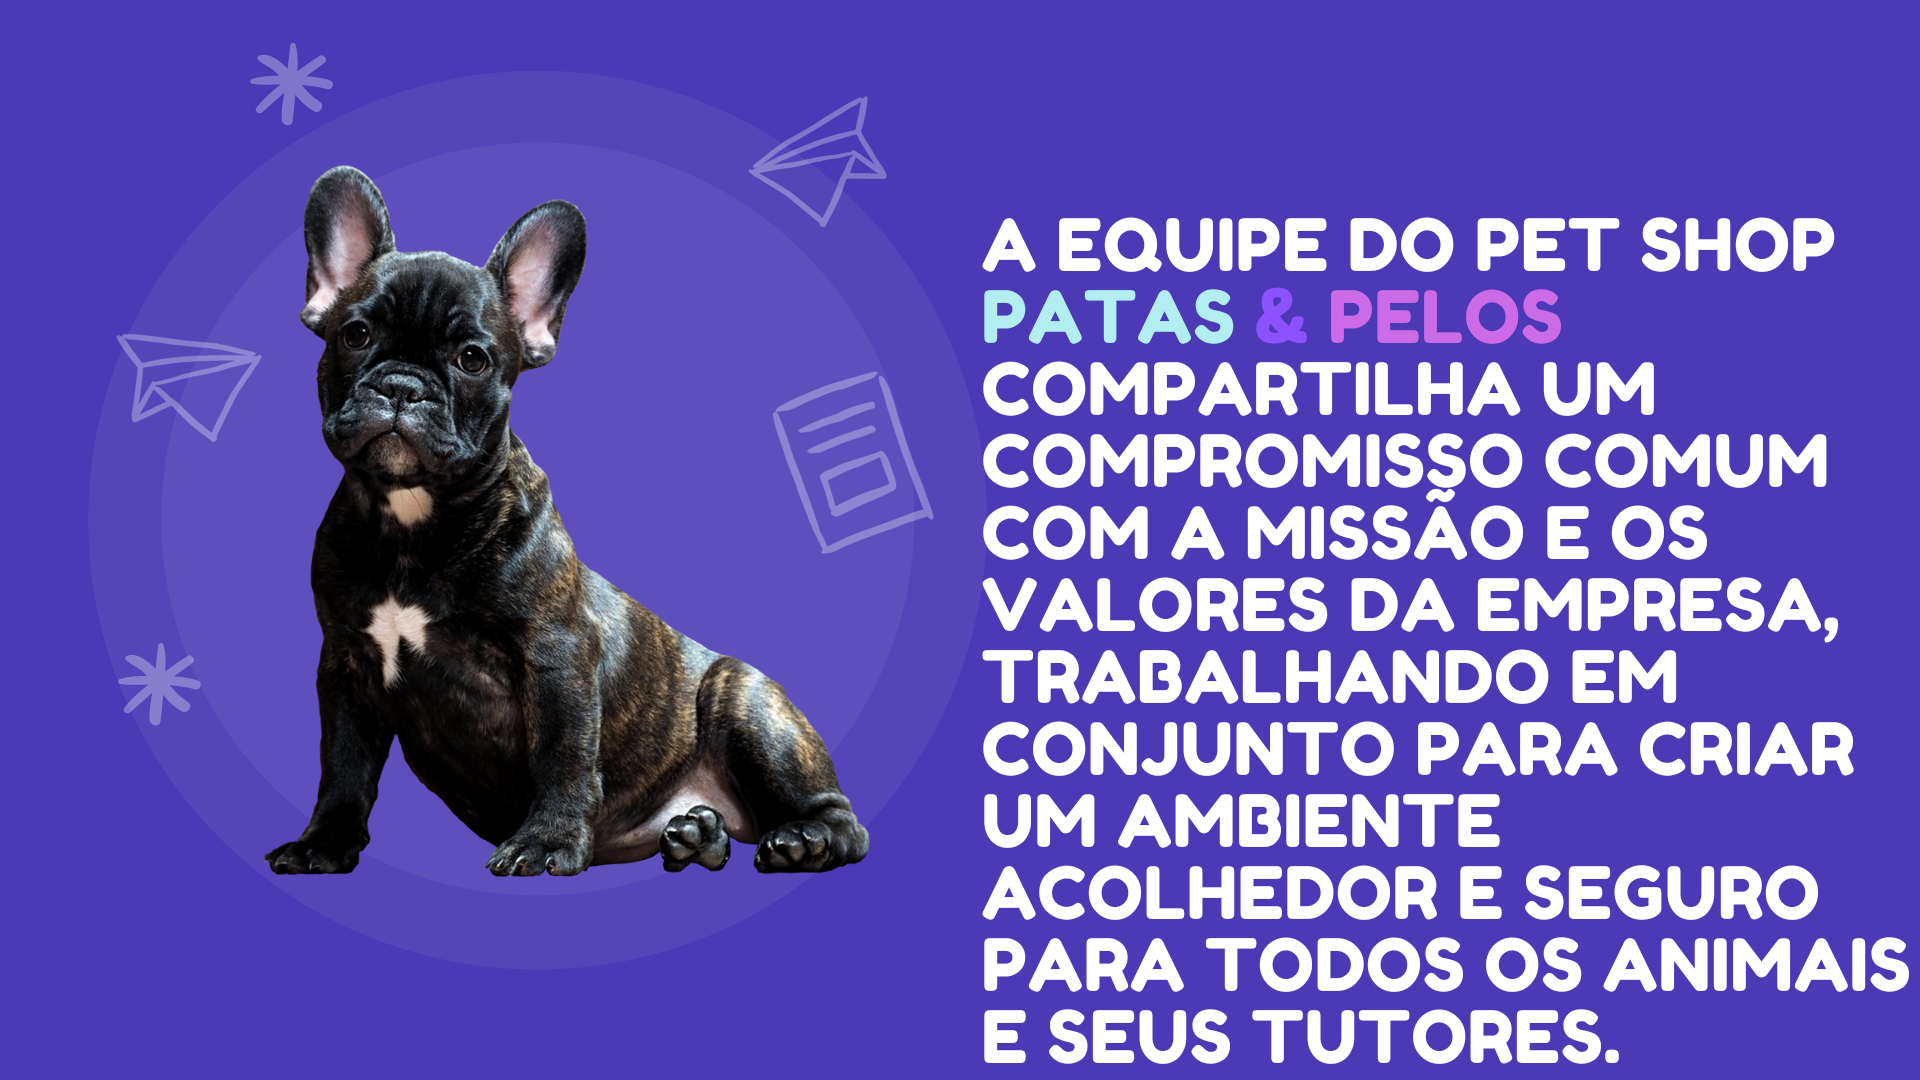 A EQUIPE DO PET SHOP
PATAS & PELOS
COMPARTILHA UM
COMPROMISSO COMUM
COM A MISSÃO E OS
VALORES DA EMPRESA,
TRABALHANDO EM
CONJUNTO PARA CRIAR
UM AMBIENTE
ACOLHEDOR E SEGURO
PARA TODOS OS ANIMAIS
E SEUS TUTORES.